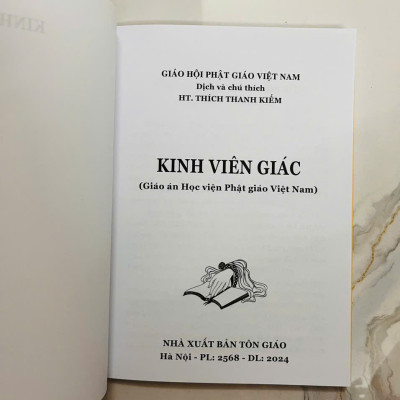 GIÁO HỘI PHẬT GIÁO VIỆT NAM
Dịch và chú thích
HT. THÍCH THANH KIỂM
KINH VIÊN GIÁC
(Giáo án Học viện Phật giáo Việt Nam)
NHÀ XUẤT BẢN TÔN GIÁO
Hà Nội - PL: 2568 - DL: 2024